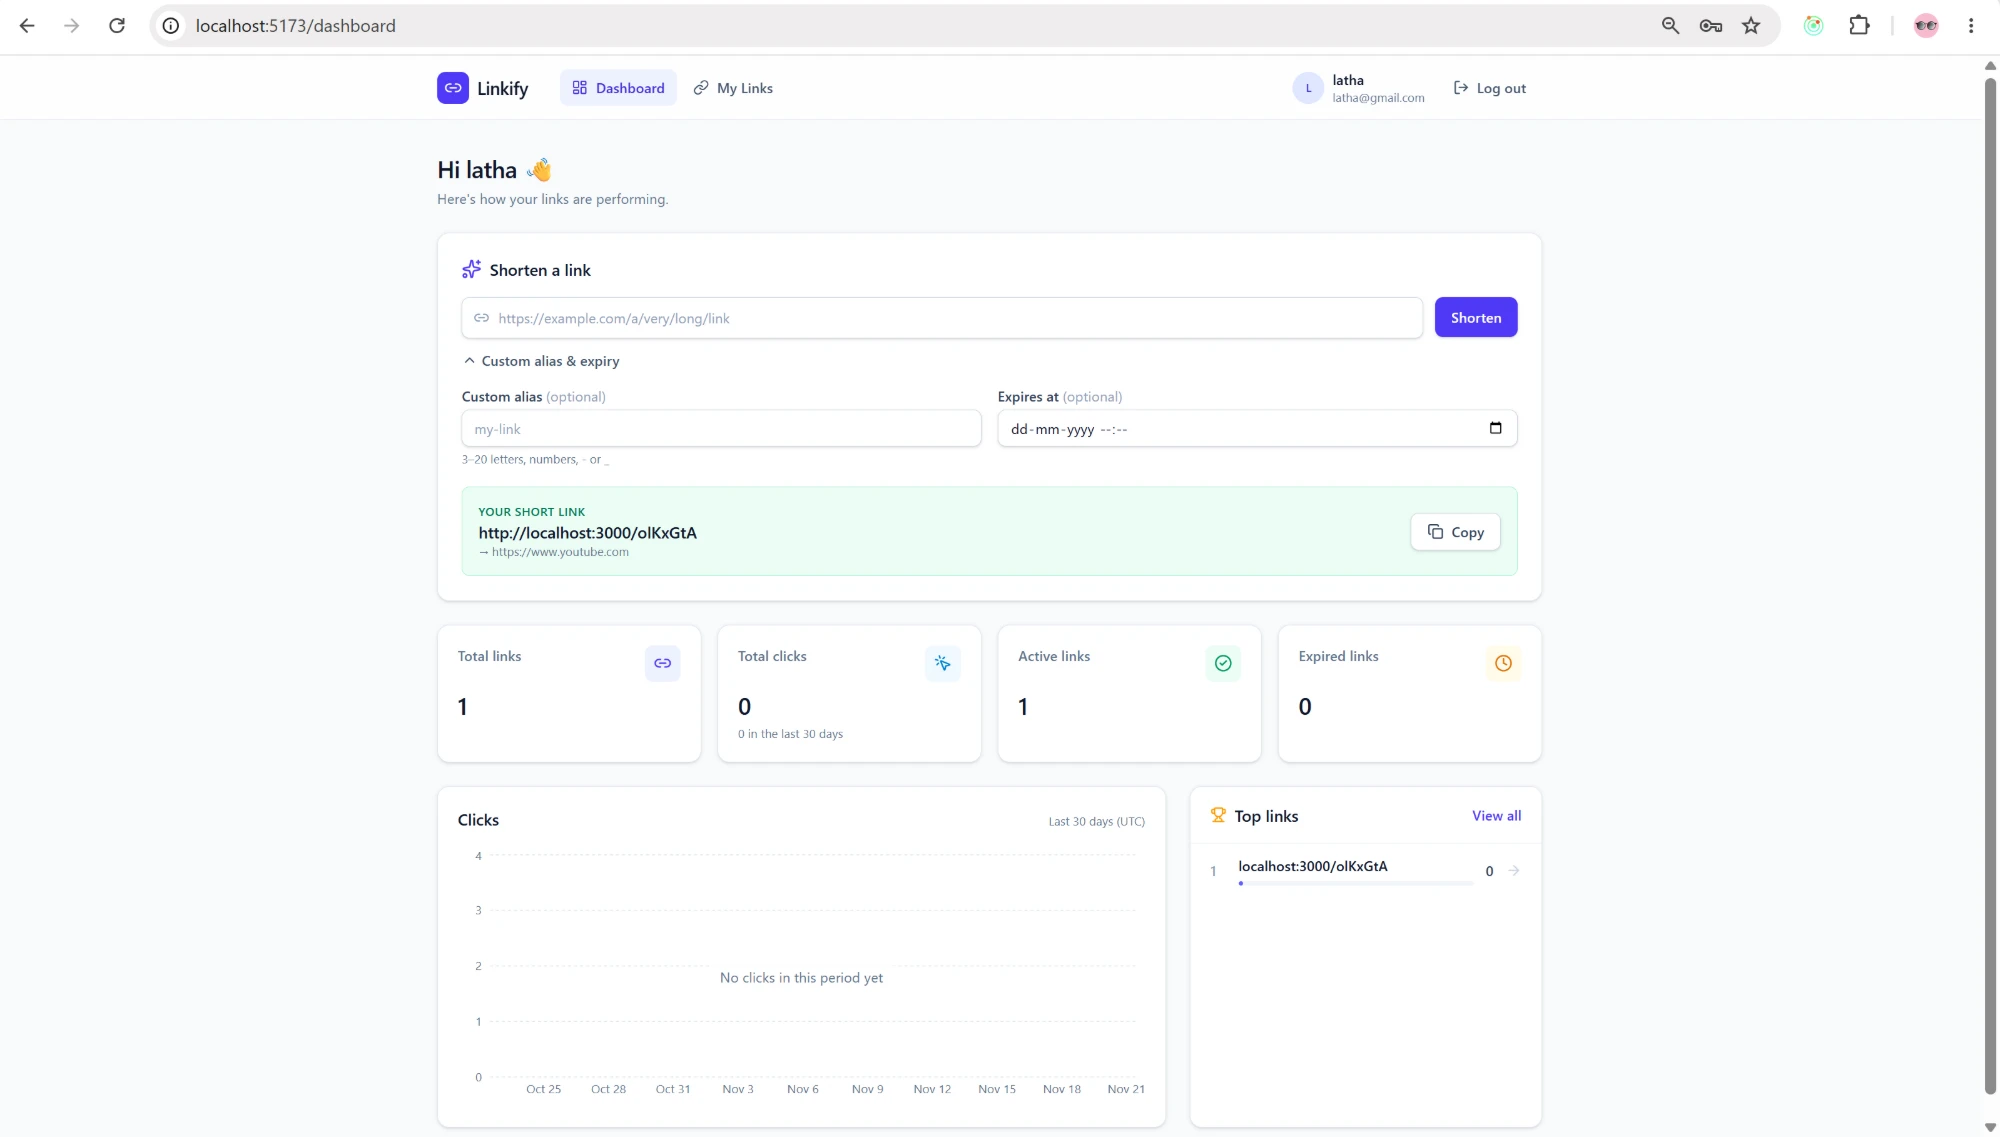 localhost:5173/dashboard
Linkify
Dashboard
My Links
L
latha
latha@gmail.com
Log out
Hi latha 👋
Here's how your links are performing.
Shorten a link
https://example.com/a/very/long/link
Shorten
Custom alias & expiry
Custom alias (optional)
Expires at (optional)
my-link
dd-mm-yyyy --:--
3–20 letters, numbers, - or _
YOUR SHORT LINK
http://localhost:3000/olKxGtA
→ https://www.youtube.com
Copy
Total links
1
Total clicks
0
0 in the last 30 days
Active links
1
Expired links
0
Clicks
Last 30 days (UTC)
4
3
2
1
0
No clicks in this period yet
Oct 25 Oct 28 Oct 31 Nov 3 Nov 6 Nov 9 Nov 12 Nov 15 Nov 18 Nov 21
Top links
View all
1 localhost:3000/olKxGtA 0 →